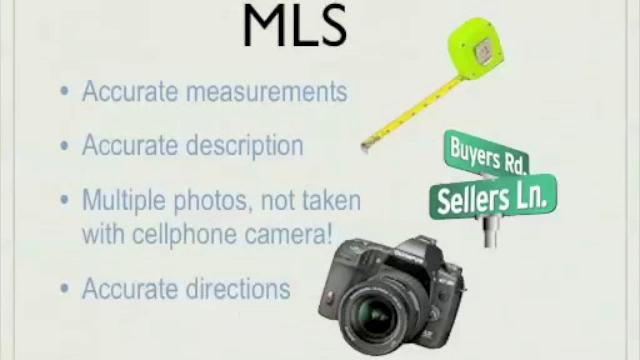 MLS
• Accurate measurements
• Accurate description
• Multiple photos, not taken
with cellphone camera!
• Accurate directions
Buyers Rd.
Sellers Ln.